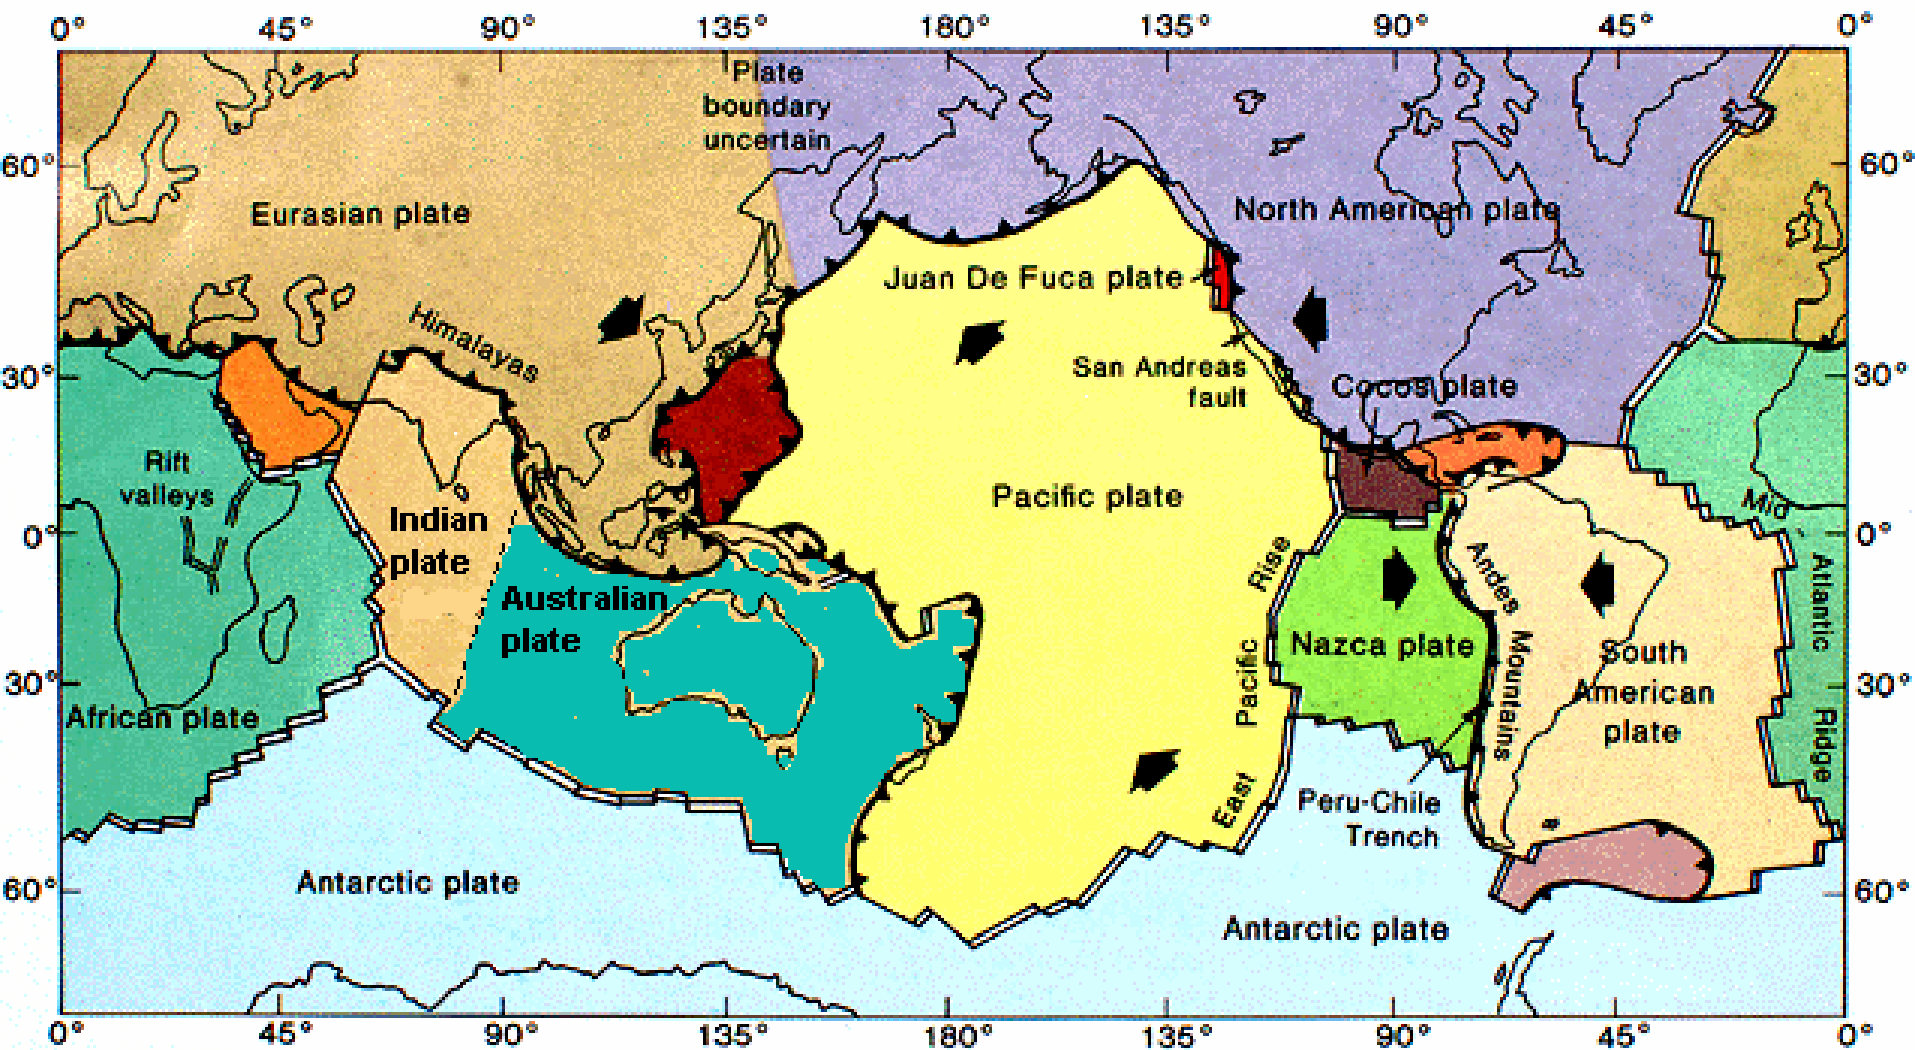 0° 45° 90° 135° 180° 135° 90° 45° 0°
Plate
boundary
uncertain
60° 60°
Eurasian plate
North American plate
Juan De Fuca plate
Himalayas
San Andreas
fault
30° 30°
Cocos plate
Rift
valleys
Pacific plate
Indian
plate
Mid
0° 0°
Australian
plate
Rise
Andes
Atlantic
Nazca plate
South
American
plate
30° 30°
African plate
Pacific
Mountains
Ridge
East
Peru-Chile
Trench
60° 60°
Antarctic plate
Antarctic plate
0° 45° 90° 135° 180° 135° 90° 45° 0°